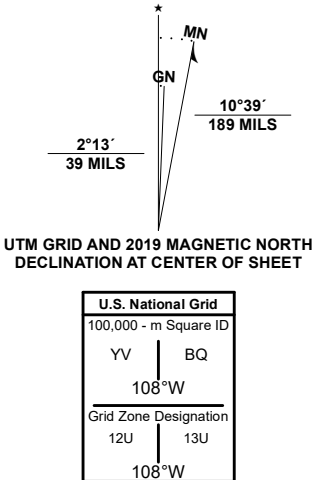 ★
MN
GN
10°39´
189 MILS
2°13´
39 MILS
UTM GRID AND 2019 MAGNETIC NORTH
DECLINATION AT CENTER OF SHEET
U.S. National Grid
100,000 - m Square ID
YV BQ
108°W
Grid Zone Designation
12U 13U
108°W